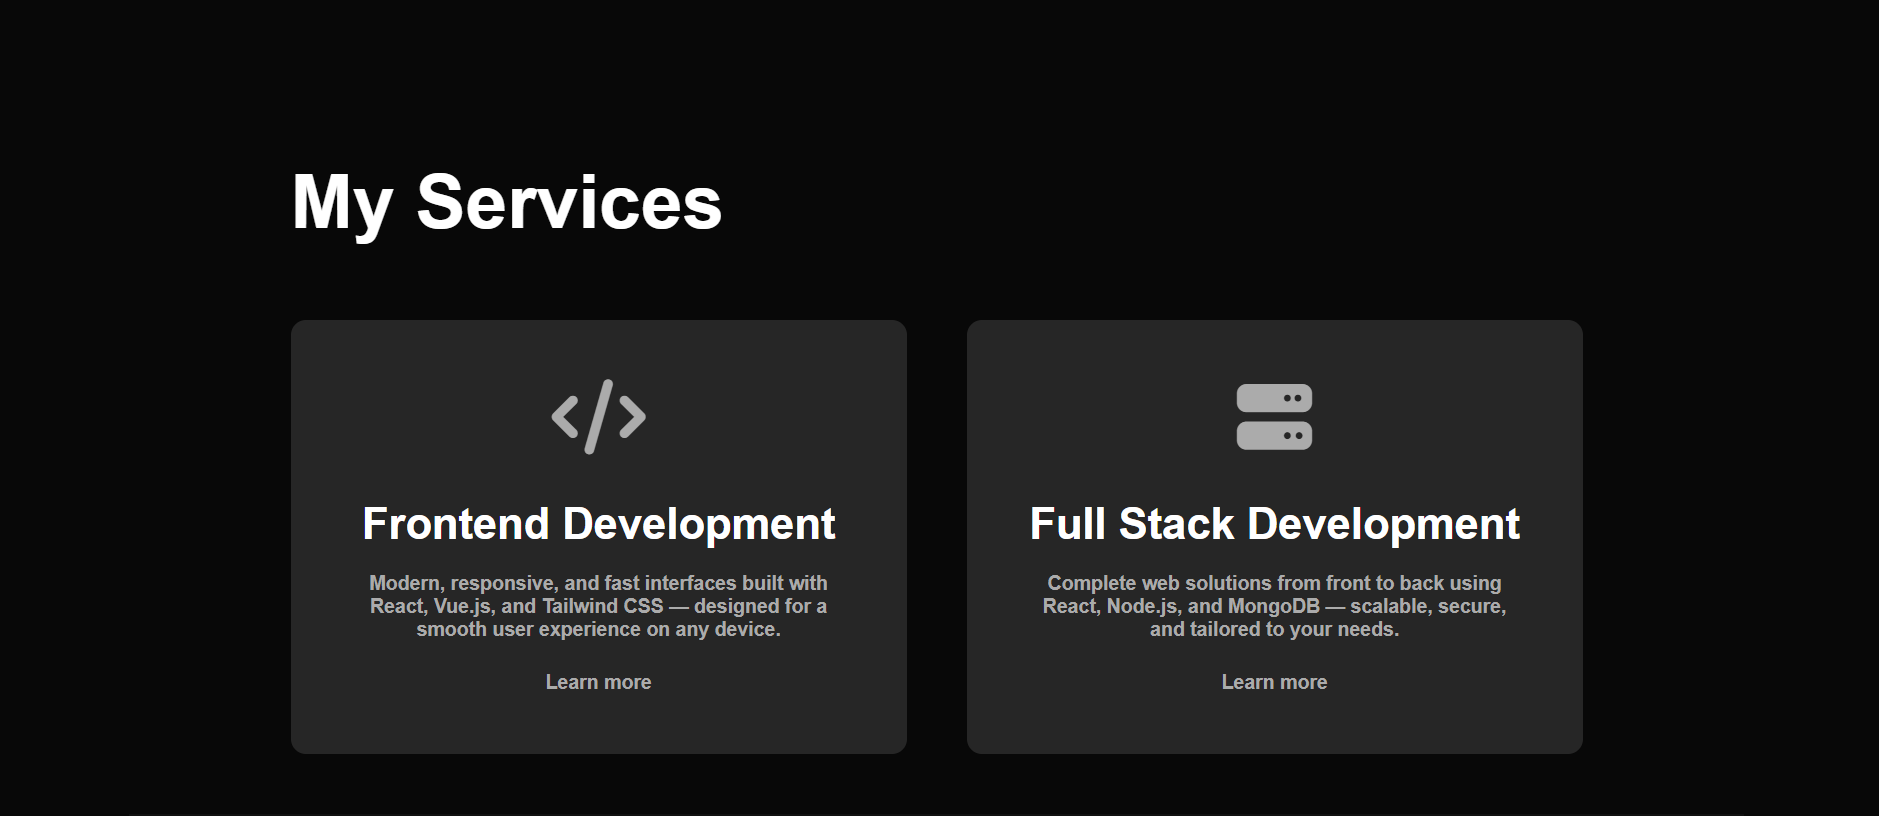 My Services
Frontend Development
Modern, responsive, and fast interfaces built with
React, Vue.js, and Tailwind CSS — designed for a
smooth user experience on any device.
Learn more
Full Stack Development
Complete web solutions from front to back using
React, Node.js, and MongoDB — scalable, secure,
and tailored to your needs.
Learn more